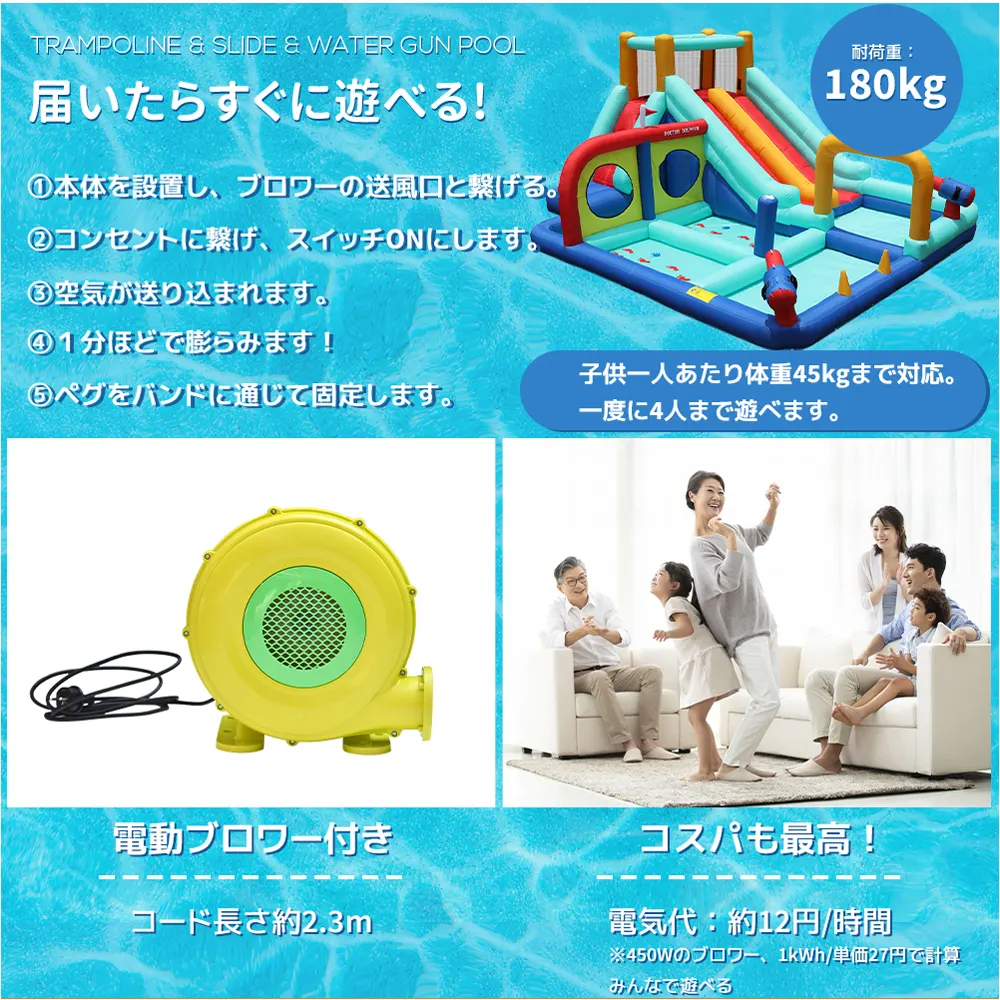 TRAMPOLINE & SLIDE & WATER GUN POOL
届いたらすぐに遊べる!
①本体を設置し、ブロワーの送風口と繋げる。
②コンセントに繋げ、スイッチONにします。
③空気が送り込まれます。
④１分ほどで膨らみます！
⑤ペグをバンドに通じて固定します。
耐荷重：
180kg
DOCTOR DOLPHIN
子供一人あたり体重45kgまで対応。
一度に4人まで遊べます。
電動ブロワー付き
コード長さ約2.3m
コスパも最高！
電気代：約12円/時間
※450Wのブロワー、1kWh/単価27円で計算
みんなで遊べる